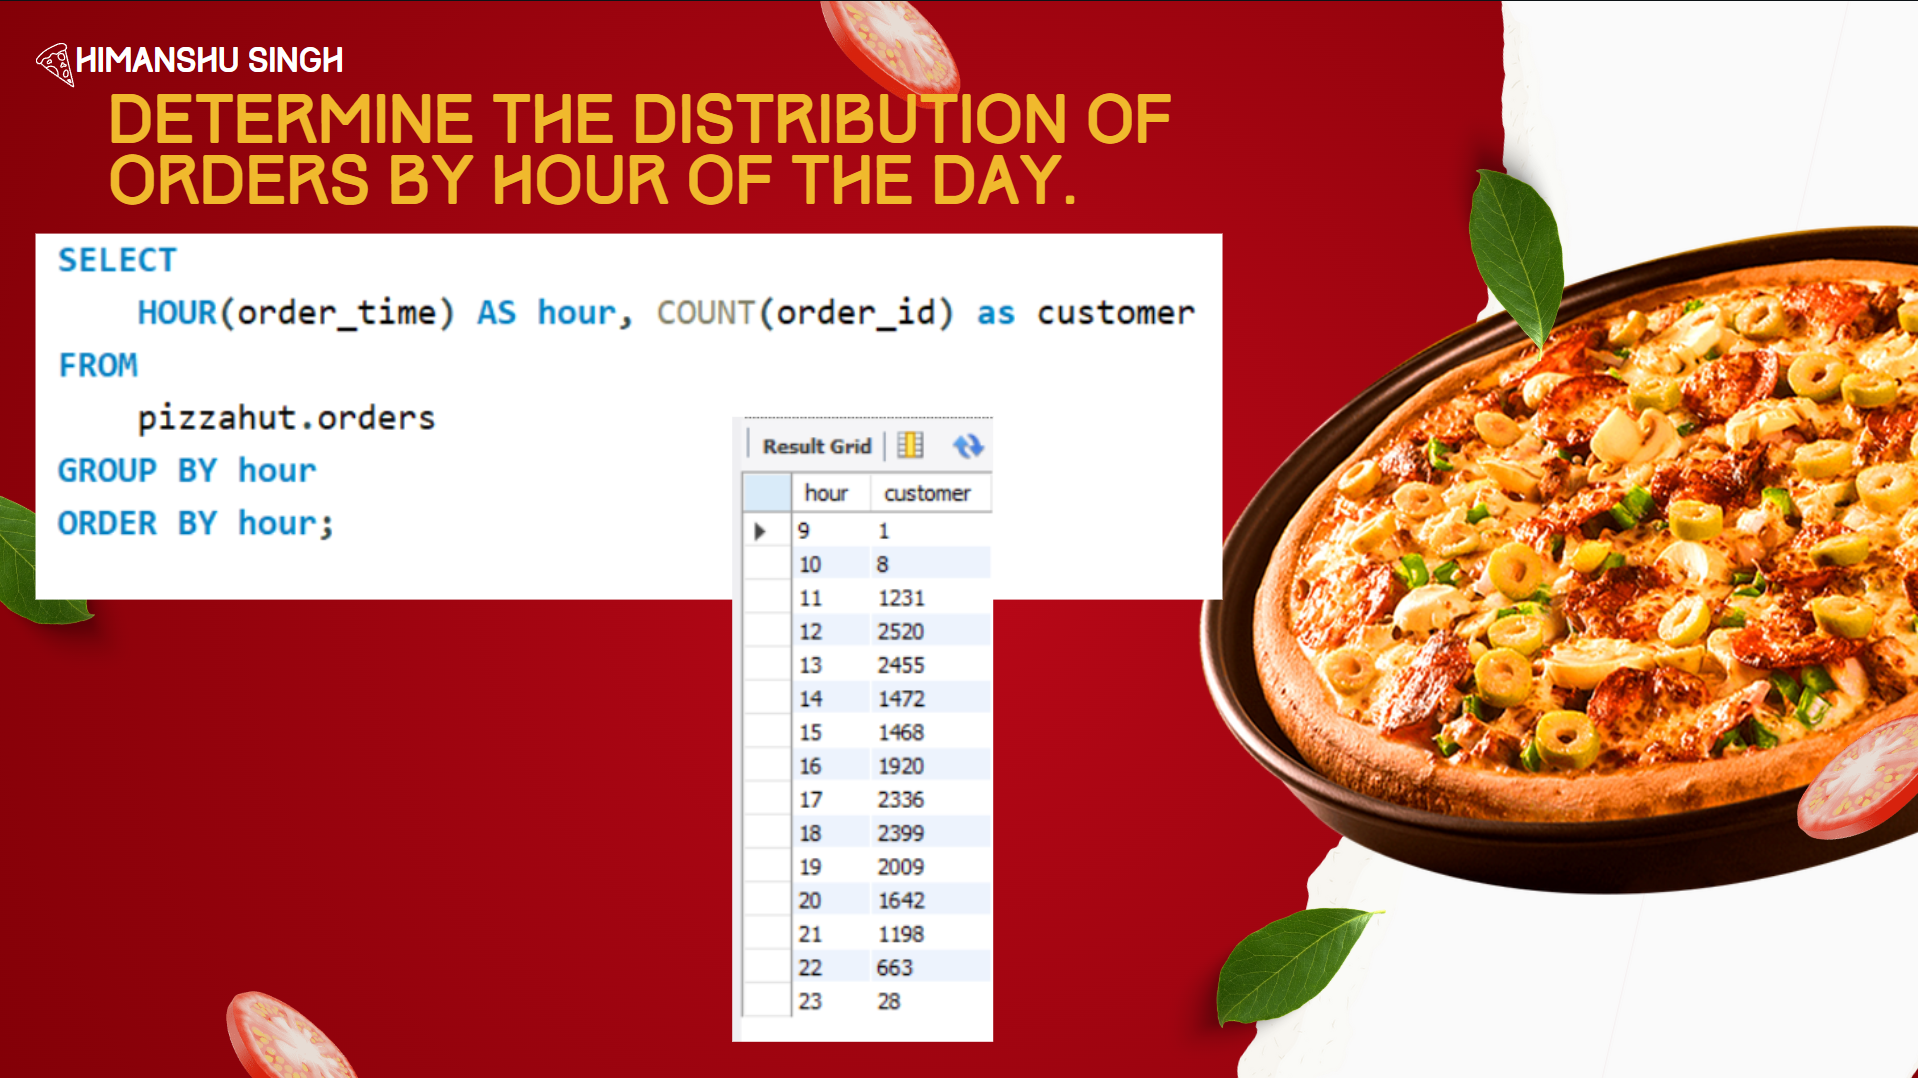 HIMANSHU SINGH
DETERMINE THE DISTRIBUTION OF
ORDERS BY HOUR OF THE DAY.
SELECT
HOUR(order_time) AS hour, COUNT(order_id) as customer
FROM
pizzahut.orders
GROUP BY hour
ORDER BY hour;
Result Grid
hour customer
9 1
10 8
11 1231
12 2520
13 2455
14 1472
15 1468
16 1920
17 2336
18 2399
19 2009
20 1642
21 1198
22 663
23 28